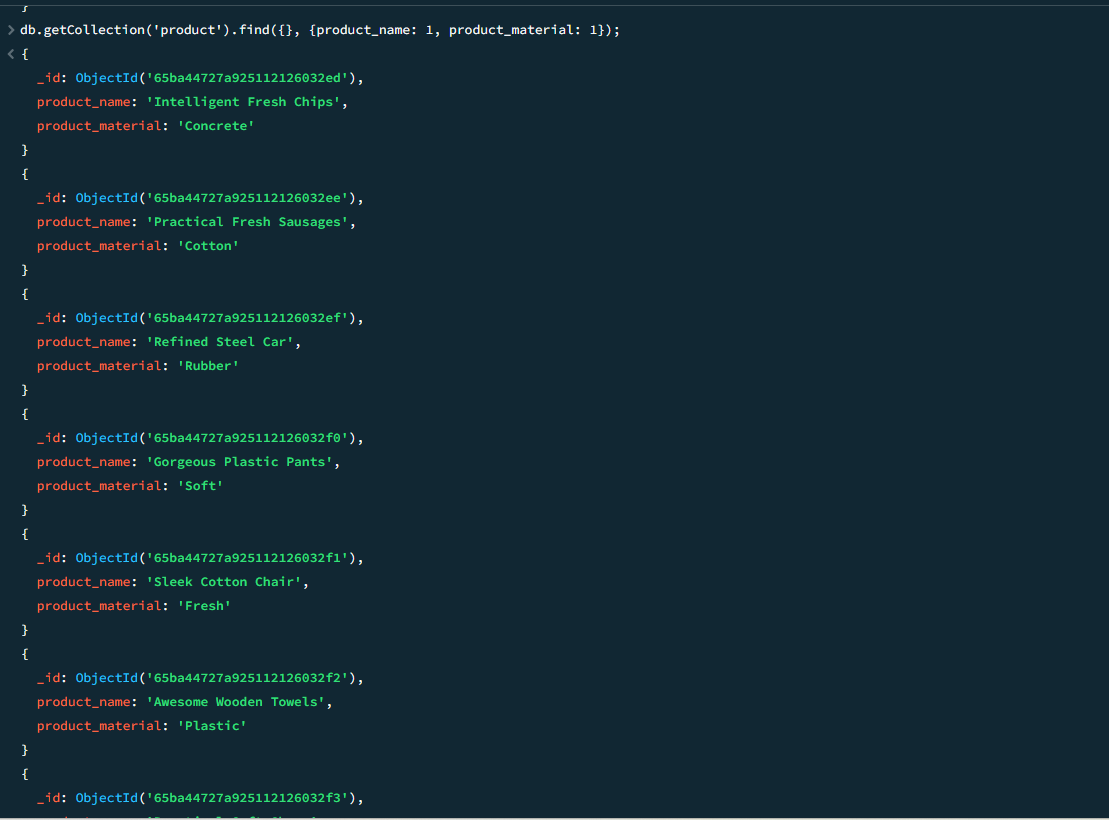 }
> db.getCollection('product').find({}, {product_name: 1, product_material: 1});
< {
_id: ObjectId('65ba44727a925112126032ed'),
product_name: 'Intelligent Fresh Chips',
product_material: 'Concrete'
}
{
_id: ObjectId('65ba44727a925112126032ee'),
product_name: 'Practical Fresh Sausages',
product_material: 'Cotton'
}
{
_id: ObjectId('65ba44727a925112126032ef'),
product_name: 'Refined Steel Car',
product_material: 'Rubber'
}
{
_id: ObjectId('65ba44727a925112126032f0'),
product_name: 'Gorgeous Plastic Pants',
product_material: 'Soft'
}
{
_id: ObjectId('65ba44727a925112126032f1'),
product_name: 'Sleek Cotton Chair',
product_material: 'Fresh'
}
{
_id: ObjectId('65ba44727a925112126032f2'),
product_name: 'Awesome Wooden Towels',
product_material: 'Plastic'
}
{
_id: ObjectId('65ba44727a925112126032f3'),